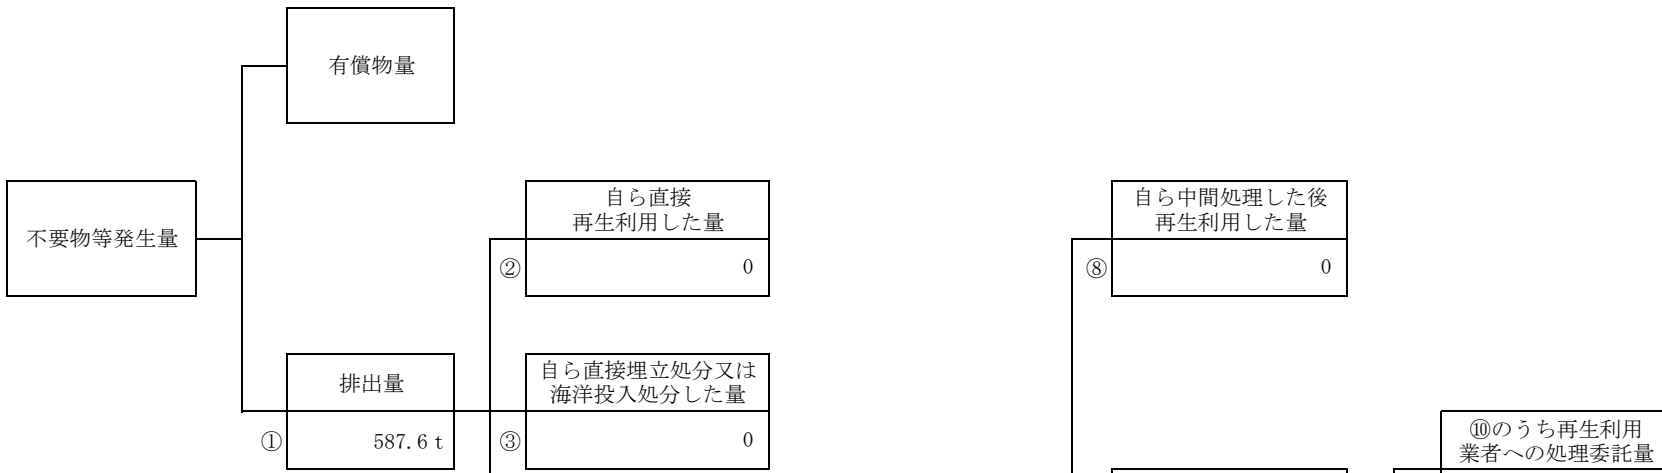 有償物量
不要物等発生量
自ら直接
再生利用した量
② 0
自ら中間処理した後
再生利用した量
⑧ 0
排出量
① 587.6 t
自ら直接埋立処分又は
海洋投入処分した量
③ 0
⑩のうち再生利用
業者への処理委託量